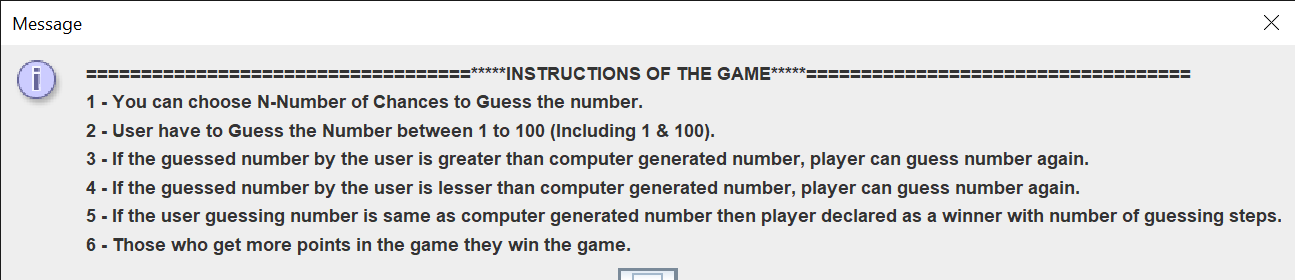 Message
===================================*****INSTRUCTIONS OF THE GAME*****===================================
1 - You can choose N-Number of Chances to Guess the number.
2 - User have to Guess the Number between 1 to 100 (Including 1 & 100).
3 - If the guessed number by the user is greater than computer generated number, player can guess number again.
4 - If the guessed number by the user is lesser than computer generated number, player can guess number again.
5 - If the user guessing number is same as computer generated number then player declared as a winner with number of guessing steps.
6 - Those who get more points in the game they win the game.